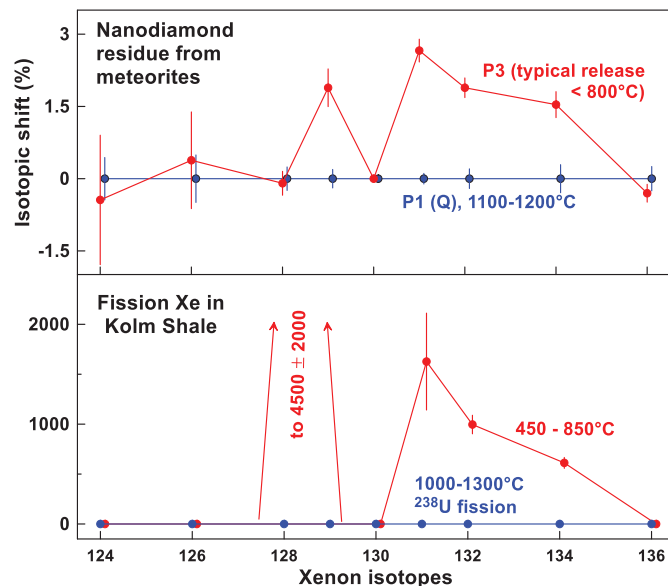 Nanodiamond
residue from
meteorites
P3 (typical release
< 800°C)
P1 (Q), 1100-1200°C
Isotopic shift (%)
3
1.5
0
-1.5
Fission Xe in
Kolm Shale
to 4500 ± 2000
450 - 850°C
1000-1300°C
²³⁸U fission
2000
1000
0
124 126 128 130 132 134 136
Xenon isotopes